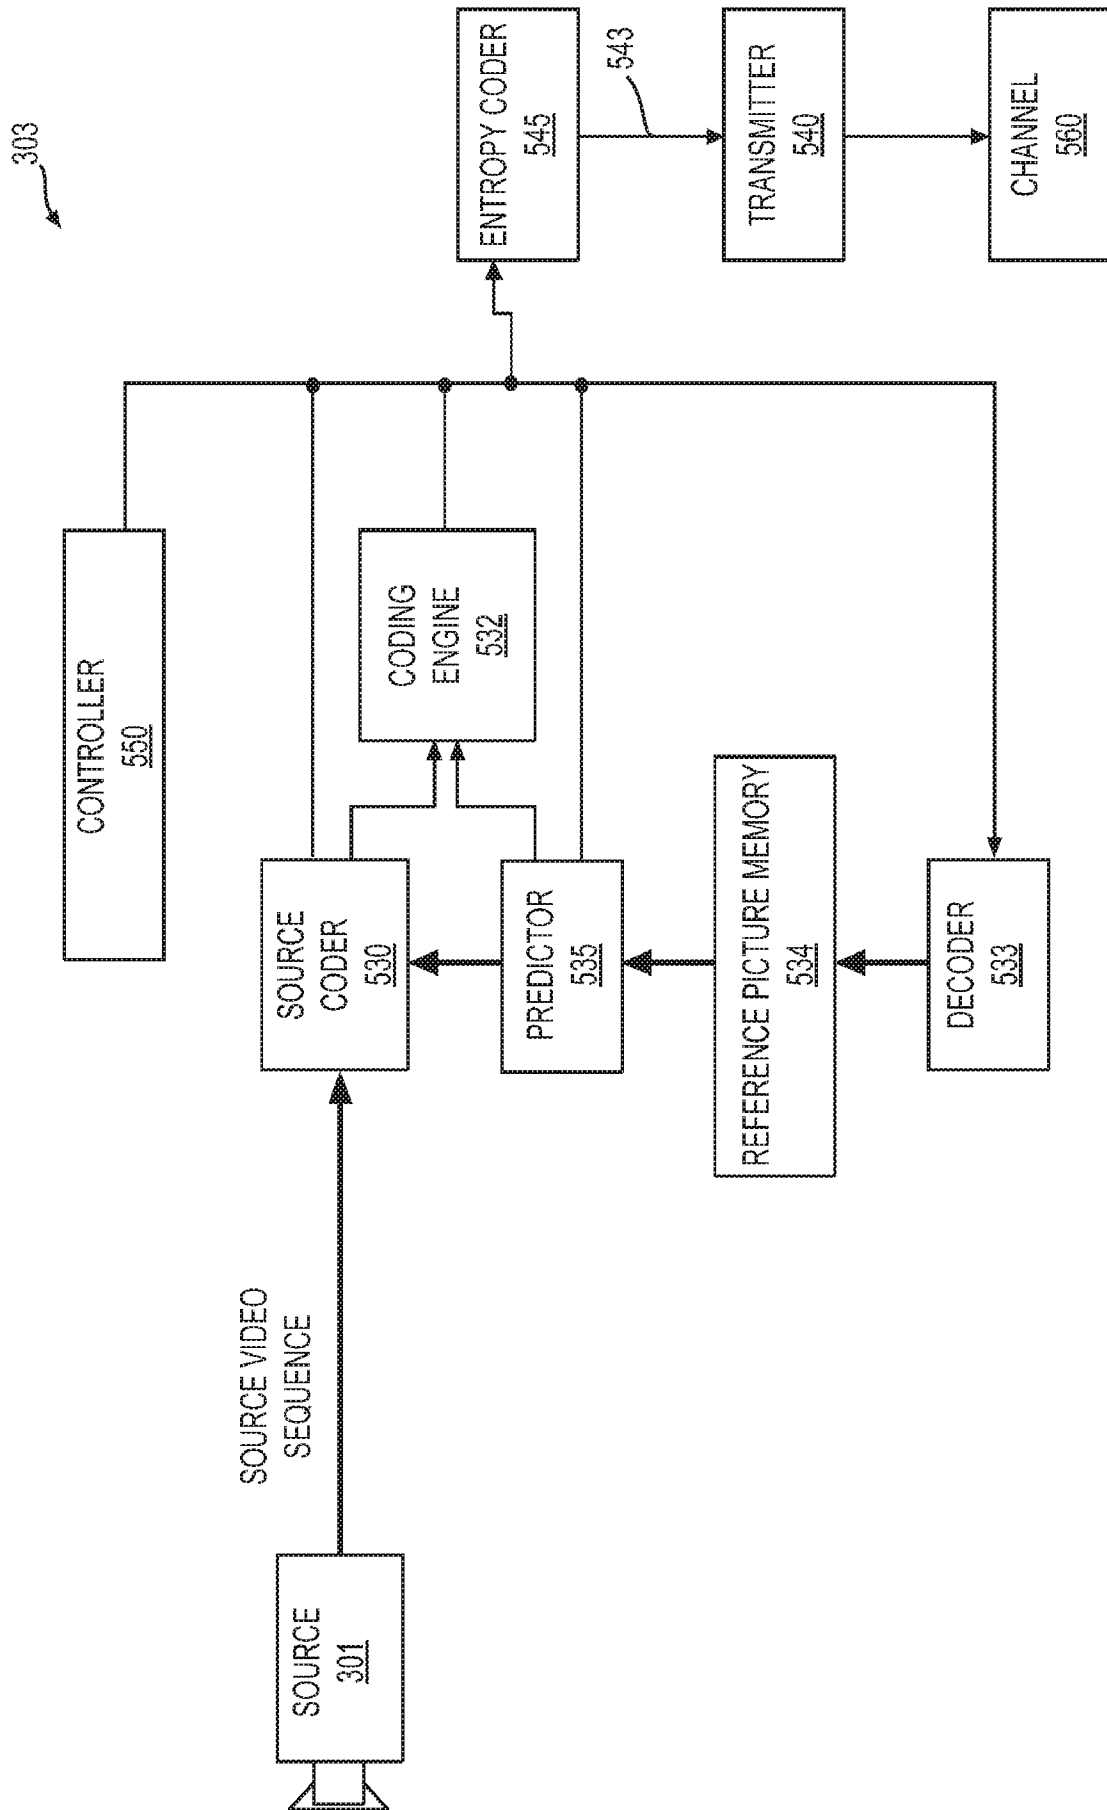 303
CONTROLLER
550
SOURCE VIDEO
SEQUENCE
SOURCE
301
SOURCE
CODER
530
CODING
ENGINE
532
PREDICTOR
535
REFERENCE PICTURE MEMORY
534
DECODER
533
ENTROPY CODER
545
543
TRANSMITTER
540
CHANNEL
560